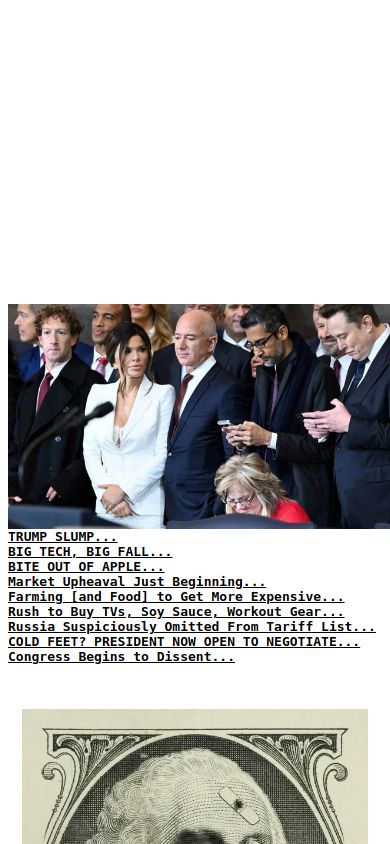 TRUMP SLUMP...
BIG TECH, BIG FALL...
BITE OUT OF APPLE...
Market Upheaval Just Beginning...
Farming [and Food] to Get More Expensive...
Rush to Buy TVs, Soy Sauce, Workout Gear...
Russia Suspiciously Omitted From Tariff List...
COLD FEET? PRESIDENT NOW OPEN TO NEGOTIATE...
Congress Begins to Dissent...